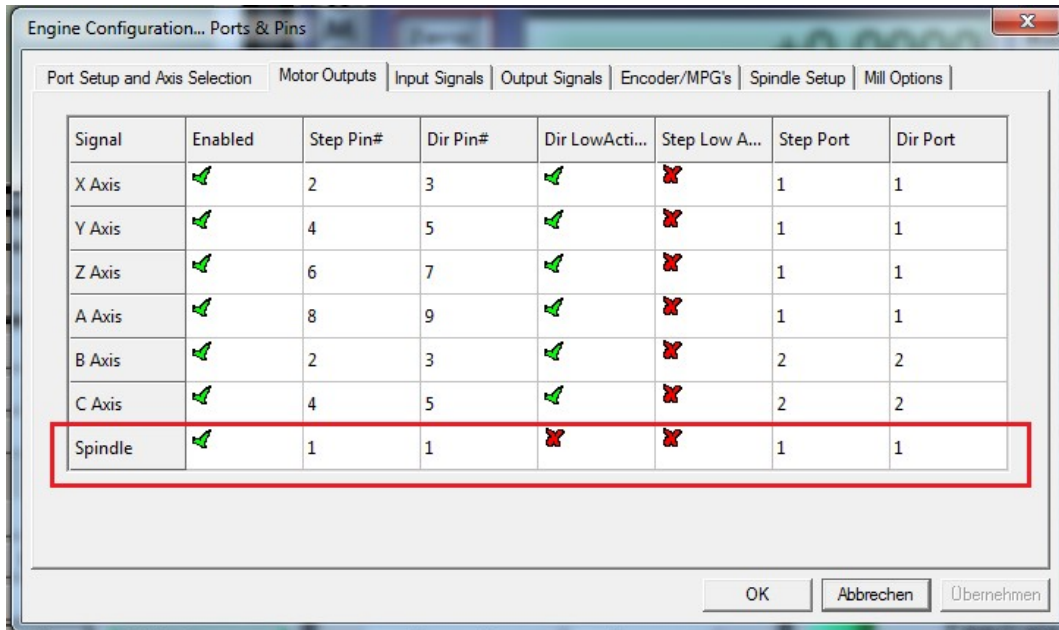 Engine Configuration... Ports & Pins
Port Setup and Axis Selection Motor Outputs Input Signals Output Signals Encoder/MPG's Spindle Setup Mill Options
Signal Enabled Step Pin# Dir Pin# Dir LowActi... Step Low A... Step Port Dir Port
X Axis 2 3 1 1
Y Axis 4 5 1 1
Z Axis 6 7 1 1
A Axis 8 9 1 1
B Axis 2 3 2 2
C Axis 4 5 2 2
Spindle 1 1 1 1
OK Abbrechen Übernehmen